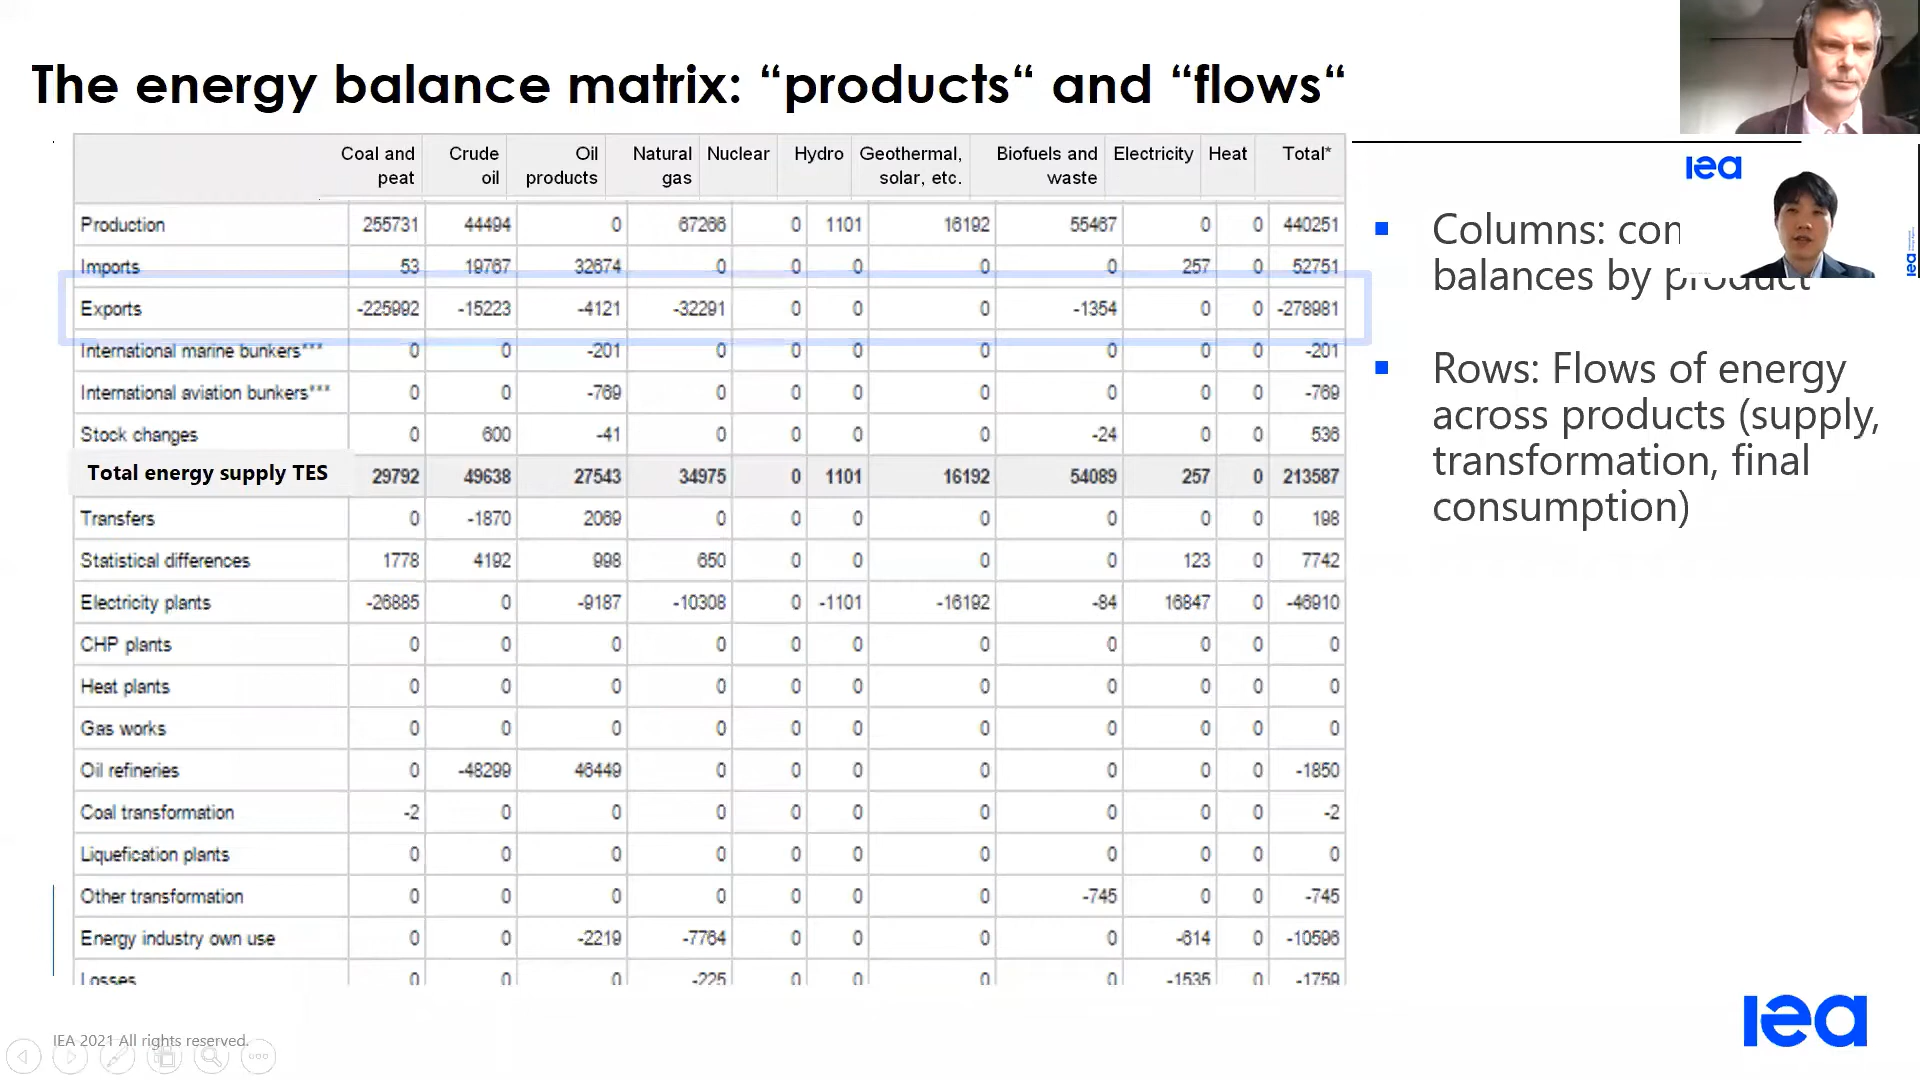 The energy balance matrix: “products“ and “flows“
Coal and peat Crude oil Oil products Natural gas Nuclear Hydro Geothermal, solar, etc. Biofuels and waste Electricity Heat Total*
Production 255731 44494 0 67266 0 1101 16192 55467 0 0 440251
Imports 53 19767 32674 0 0 0 0 0 257 0 52751
Exports -225992 -15223 -4121 -32291 0 0 0 -1354 0 0 -278981
International marine bunkers*** 0 0 -201 0 0 0 0 0 0 0 -201
International aviation bunkers*** 0 0 -769 0 0 0 0 0 0 0 -769
Stock changes 0 600 -41 0 0 0 0 -24 0 0 536
Total energy supply TES 29792 49638 27543 34975 0 1101 16192 54089 257 0 213587
Transfers 0 -1870 2069 0 0 0 0 0 0 0 198
Statistical differences 1778 4192 998 650 0 0 0 0 123 0 7742
Electricity plants -26885 0 -9187 -10308 0 -1101 -16192 -84 16847 0 -46910
CHP plants 0 0 0 0 0 0 0 0 0 0 0
Heat plants 0 0 0 0 0 0 0 0 0 0 0
Gas works 0 0 0 0 0 0 0 0 0 0 0
Oil refineries 0 -48299 46449 0 0 0 0 0 0 0 -1850
Coal transformation -2 0 0 0 0 0 0 0 0 0 -2
Liquefication plants 0 0 0 0 0 0 0 0 0 0 0
Other transformation 0 0 0 0 0 0 0 -745 0 0 -745
Energy industry own use 0 0 -2219 -7764 0 0 0 0 -614 0 -10596
Losses 0 0 0 -225 0 0 0 0 -1535 0 -1759
iea
Columns: con
balances by product
Rows: Flows of energy
across products (supply,
transformation, final
consumption)
IEA 2021 All rights reserved.
iea
iea